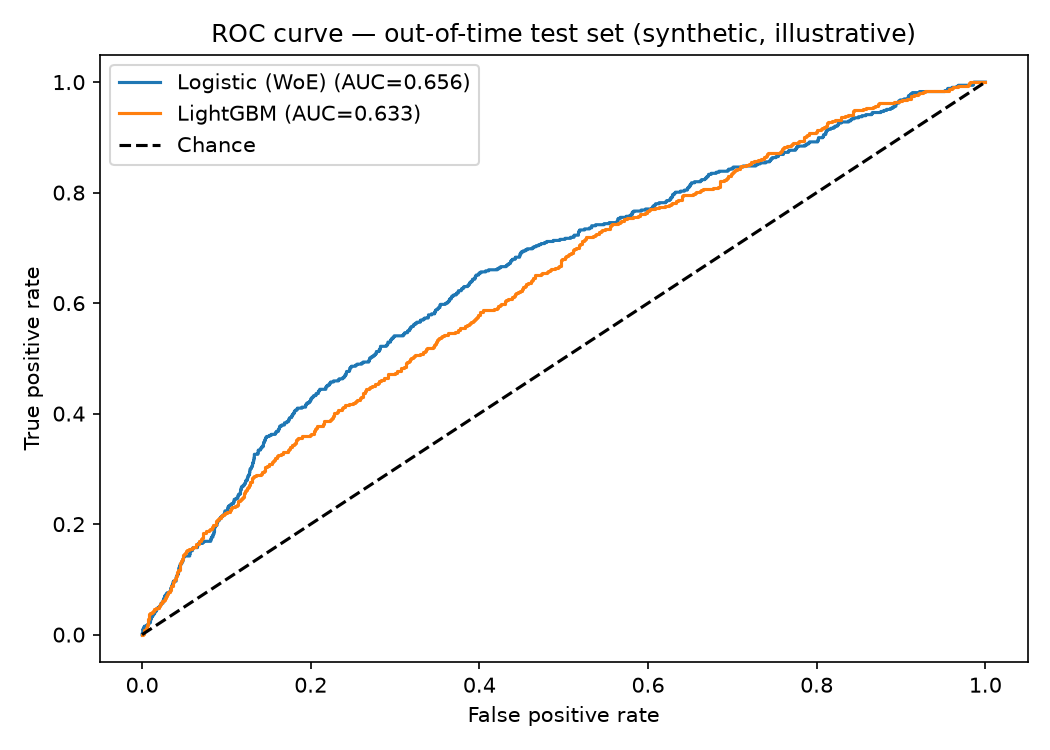 ROC curve — out-of-time test set (synthetic, illustrative)
Logistic (WoE) (AUC=0.656)
LightGBM (AUC=0.633)
Chance
True positive rate
1.0
0.8
0.6
0.4
0.2
0.0
0.0 0.2 0.4 0.6 0.8 1.0
False positive rate